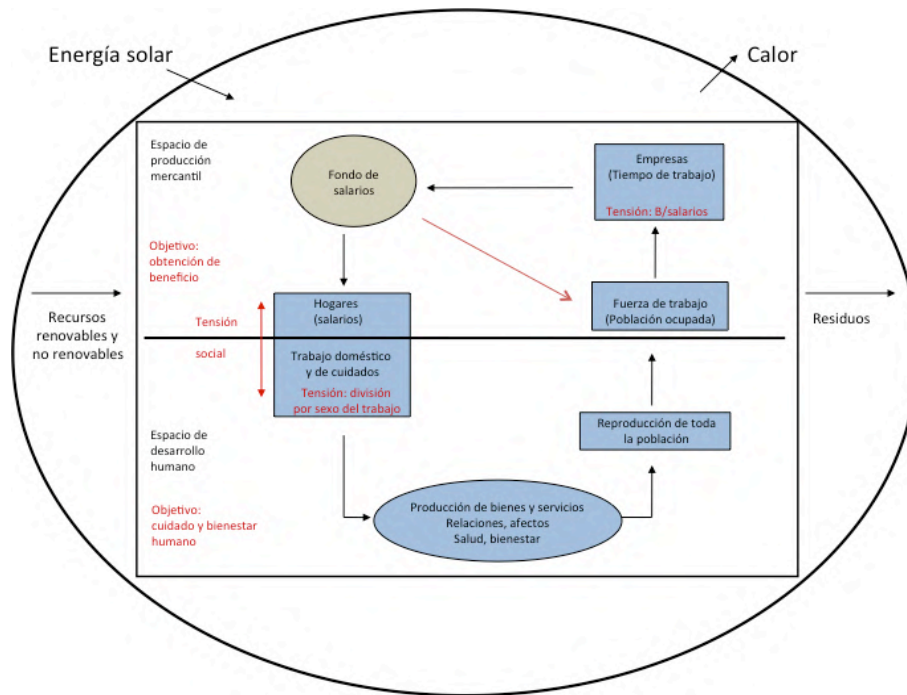 Energía solar
Calor
Espacio de
producción
mercantil
Fondo de
salarios
Empresas
(Tiempo de trabajo)
Tensión: B/salarios
Objetivo:
obtención de
beneficio
Recursos
renovables y
no renovables
Tensión
social
Hogares
(salarios)
Fuerza de trabajo
(Población ocupada)
Residuos
Trabajo doméstico
y de cuidados
Tensión: división
por sexo del trabajo
Espacio de
desarrollo
humano
Reproducción de toda
la población
Objetivo:
cuidado y bienestar
humano
Producción de bienes y servicios
Relaciones, afectos
Salud, bienestar